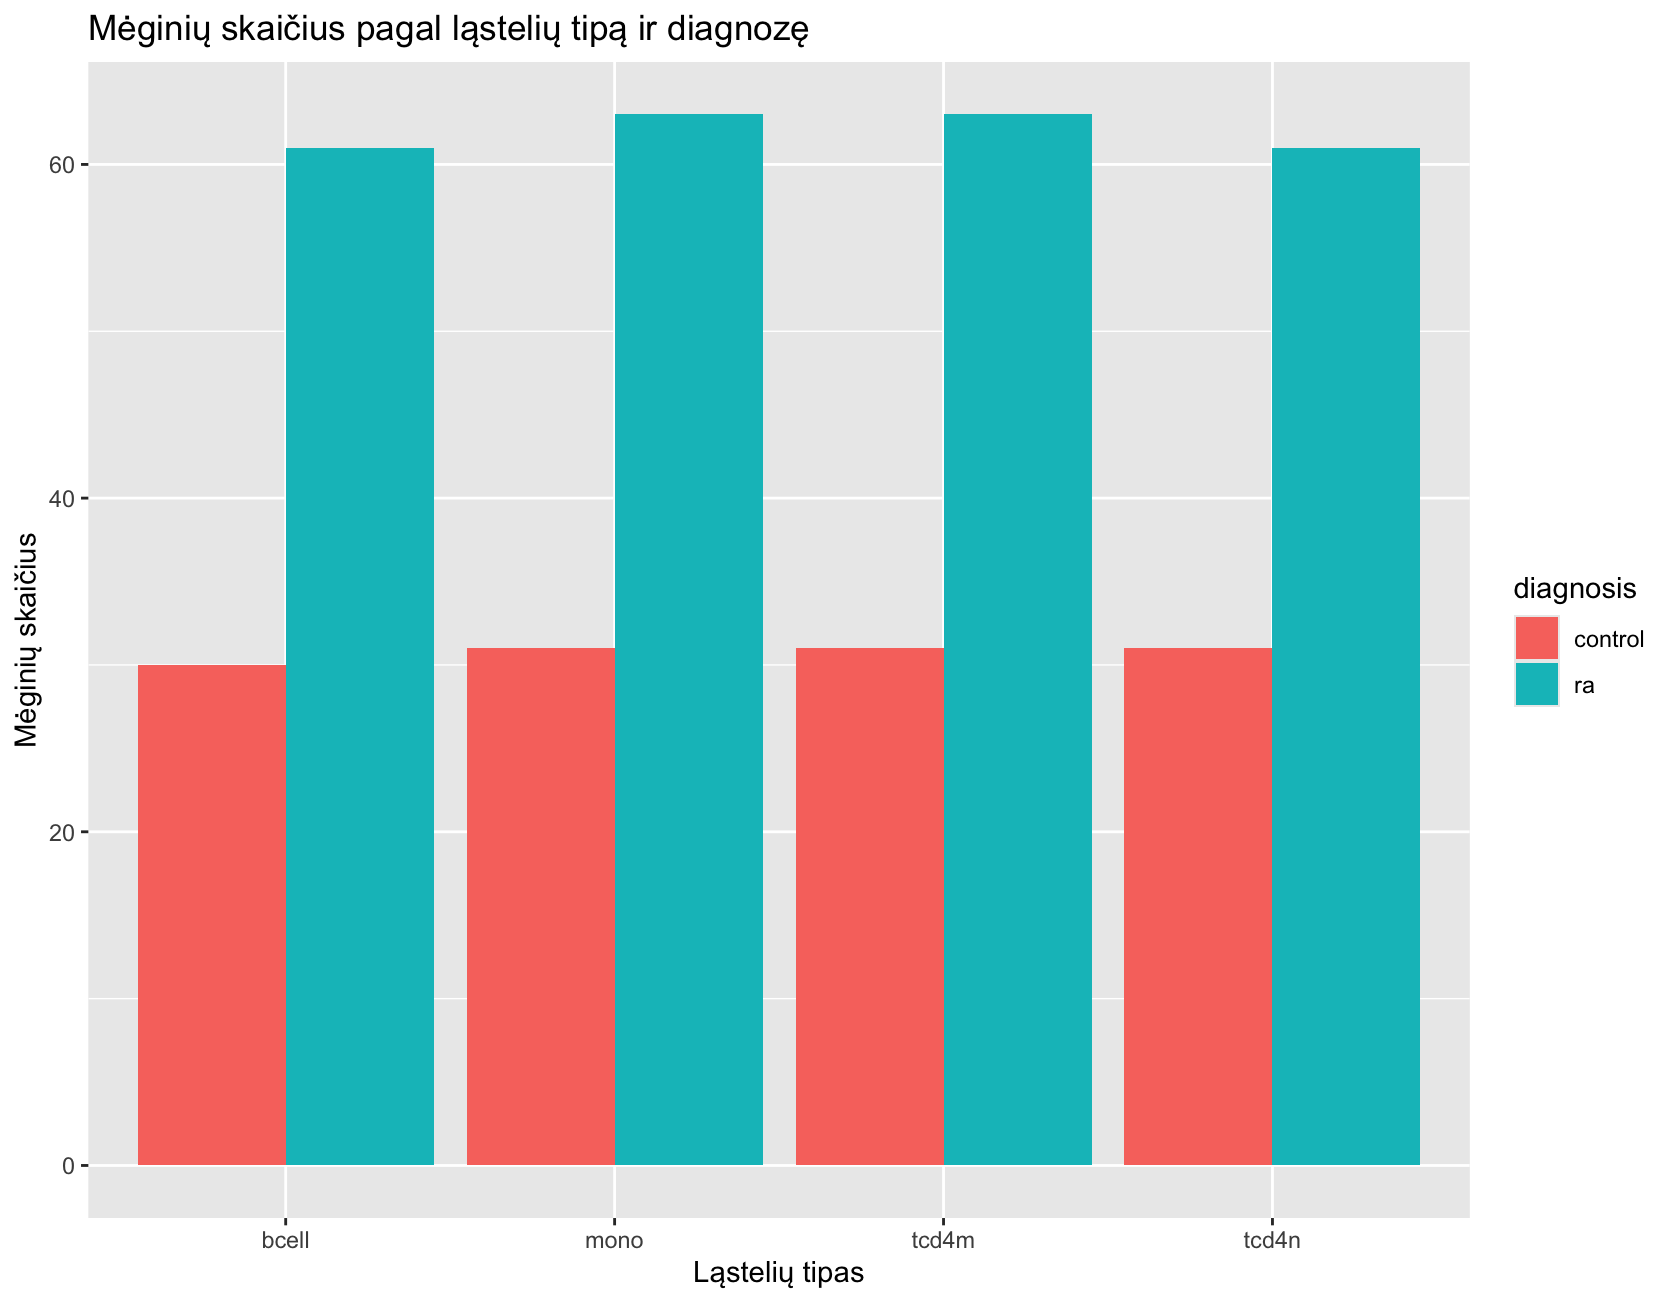 Mėginių skaičius pagal ląstelių tipą ir diagnozę
Mėginių skaičius
60
40
20
0
bcell
mono
tcd4m
tcd4n
Ląstelių tipas
diagnosis
control
ra